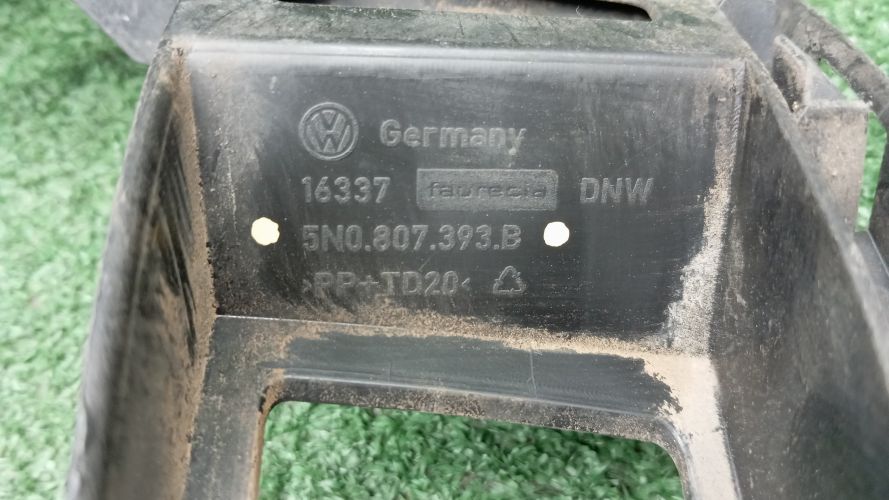 Germany
16337 faurecia DNW
5N0.807.393.B
>PP+TD20<